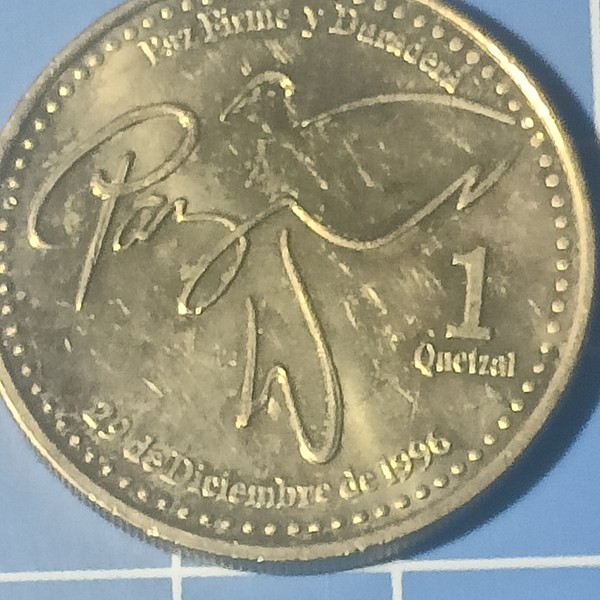 Paz Firme y Duradera
Paz
1
Quetzal
29 de Diciembre de 1996